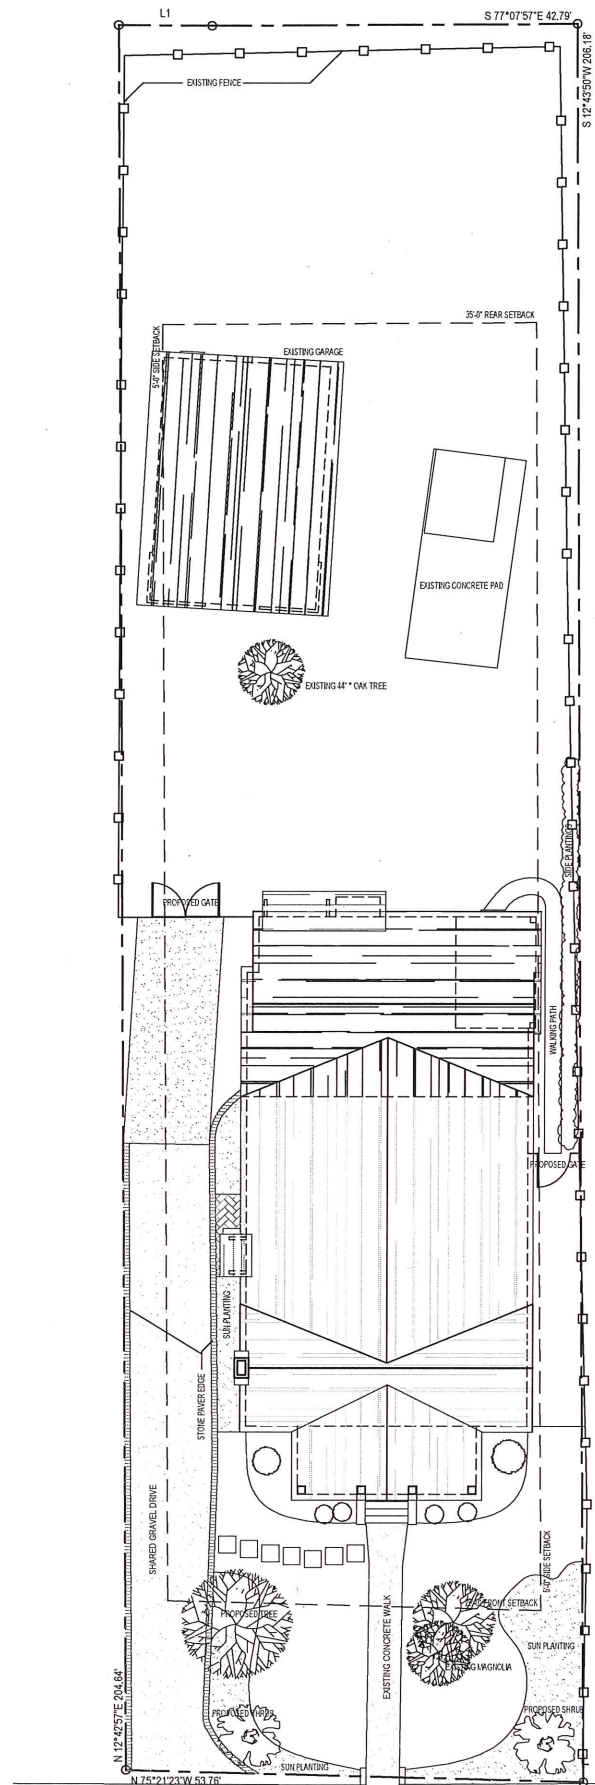 L1
S 77°07'57"E 42.79'
S 12°43'50"W 206.18'
EXISTING FENCE
35'-0" REAR SETBACK
5'-0" SIDE SETBACK
EXISTING GARAGE
EXISTING CONCRETE PAD
EXISTING 44" * OAK TREE
SIDE PLANTING
PROPOSED GATE
WALKING PATH
PROPOSED GATE
SUN PLANTING
STONE PAVER EDGE
SHARED GRAVEL DRIVE
5'-0" SIDE SETBACK
FRONT SETBACK
PROPOSED TREE
EXISTING CONCRETE WALK
SUN PLANTING
EXISTING MAGNOLIA
N 12°42'57"E 204.64'
PROPOSED SHRUB
PROPOSED SHRUB
SUN PLANTING
N 75°21'23"W 53.76'